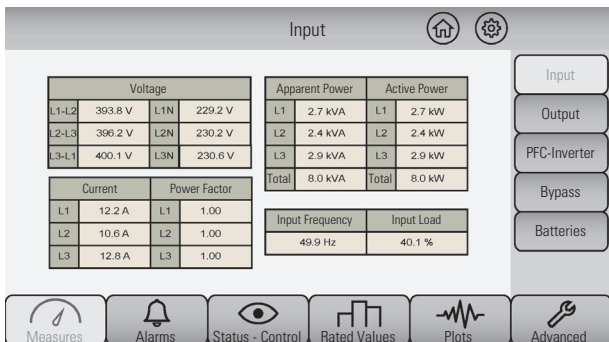 Input
Voltage
L1-L2 393.8 V L1N 229.2 V
L2-L3 396.2 V L2N 230.2 V
L3-L1 400.1 V L3N 230.6 V
Apparent Power Active Power
L1 2.7 kVA L1 2.7 kW
L2 2.4 kVA L2 2.4 kW
L3 2.9 kVA L3 2.9 kW
Total 8.0 kVA Total 8.0 kW
Current Power Factor
L1 12.2 A L1 1.00
L2 10.6 A L2 1.00
L3 12.8 A L3 1.00
Input Frequency Input Load
49.9 Hz 40.1 %
Input
Output
PFC-Inverter
Bypass
Batteries
Measures Alarms Status - Control Rated Values Plots Advanced